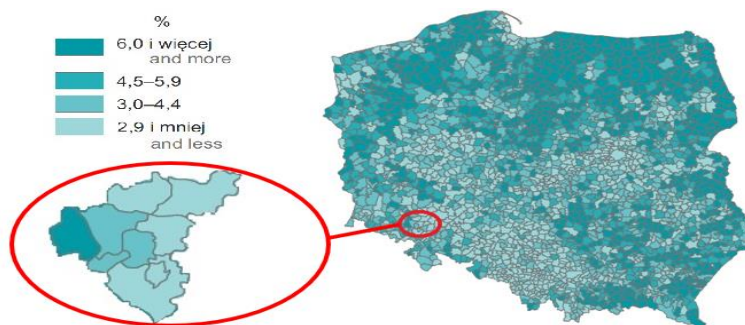 %
6,0 i więcej
and more
4,5–5,9
3,0–4,4
2,9 i mniej
and less